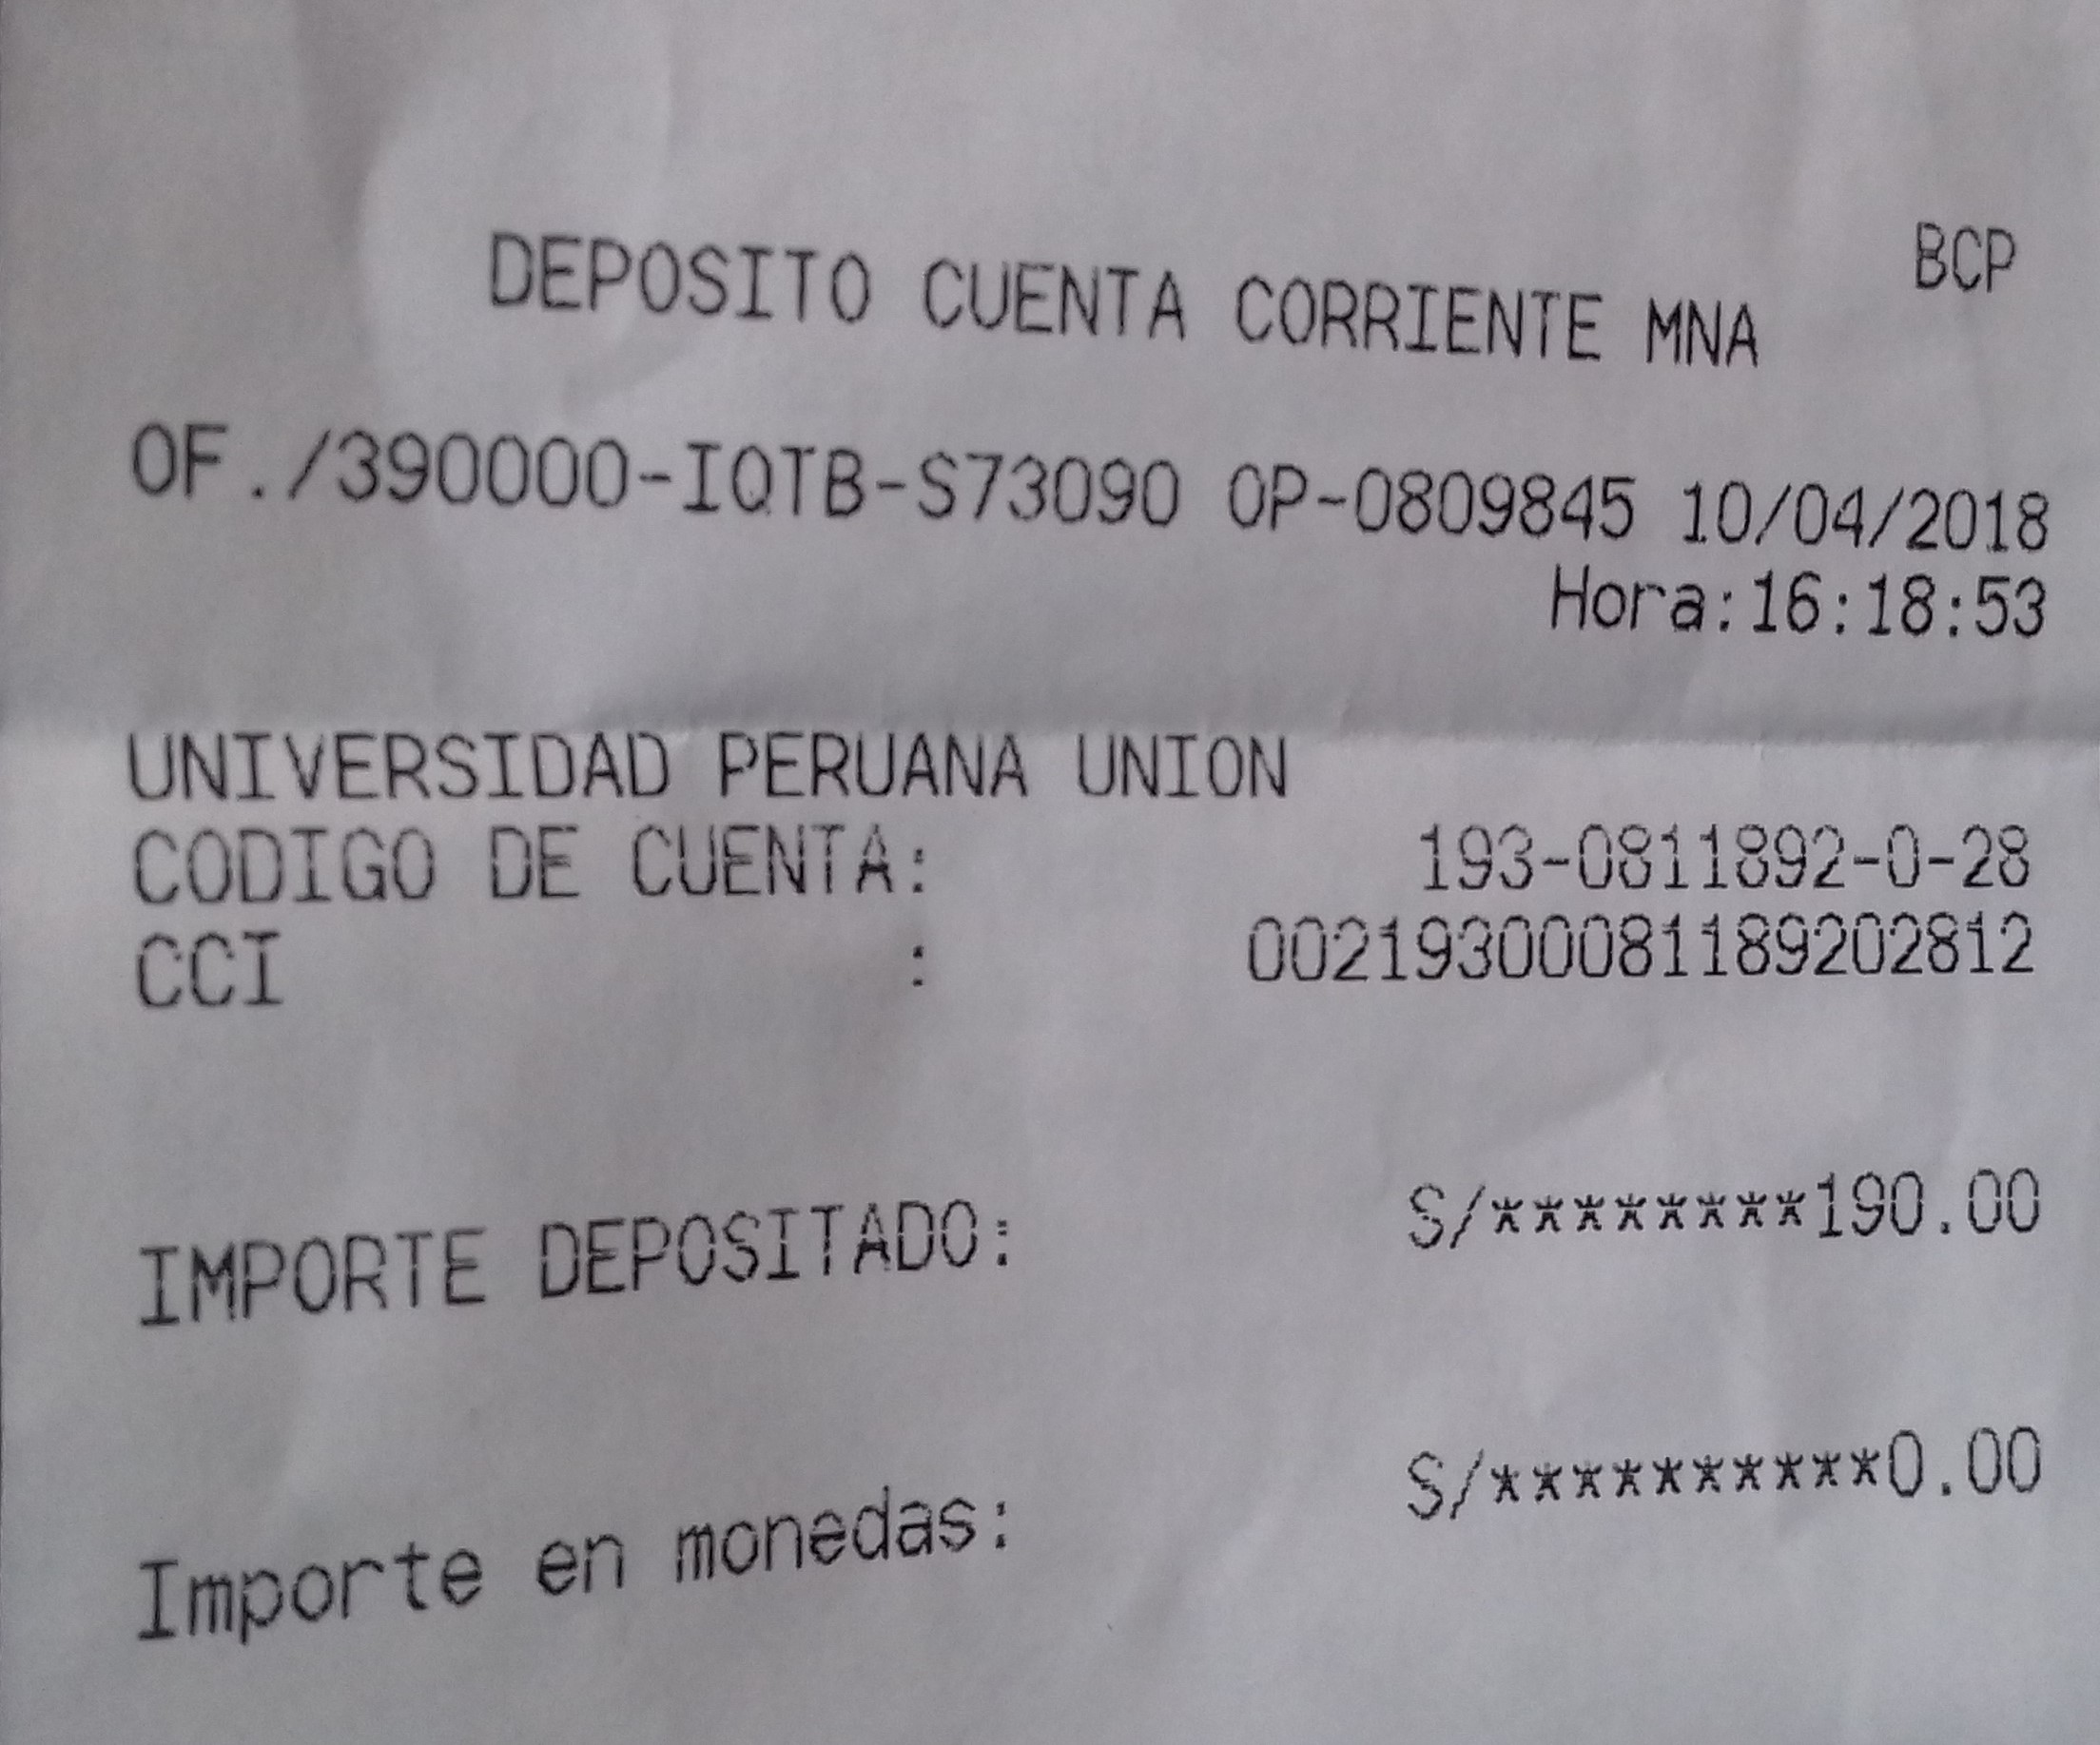 BCP
DEPOSITO CUENTA CORRIENTE MNA
OF./390000-IQTB-S73090 OP-0809845 10/04/2018
Hora:16:18:53
UNIVERSIDAD PERUANA UNION
CODIGO DE CUENTA: 193-0811892-0-28
CCI : 00219300081189202812
IMPORTE DEPOSITADO: S/********190.00
Importe en monedas: S/**********0.00